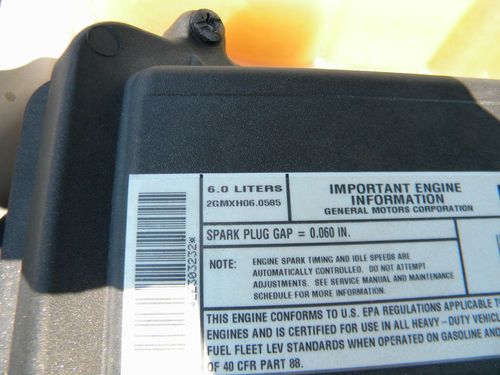 6.0 LITERS
2GMXH06.0585
IMPORTANT ENGINE
INFORMATION
GENERAL MOTORS CORPORATION
SPARK PLUG GAP = 0.060 IN.
NOTE: ENGINE SPARK TIMING AND IDLE SPEEDS ARE
AUTOMATICALLY CONTROLLED. DO NOT ATTEMPT
ADJUSTMENTS. SEE SERVICE MANUAL AND MAINTENANCE
SCHEDULE FOR MORE INFORMATION.
THIS ENGINE CONFORMS TO U.S. EPA REGULATIONS APPLICABLE
ENGINES AND IS CERTIFIED FOR USE IN ALL HEAVY-DUTY VEHICL
FUEL FLEET LEV STANDARDS WHEN OPERATED ON GASOLINE AND
OF 40 CFR PART 88.